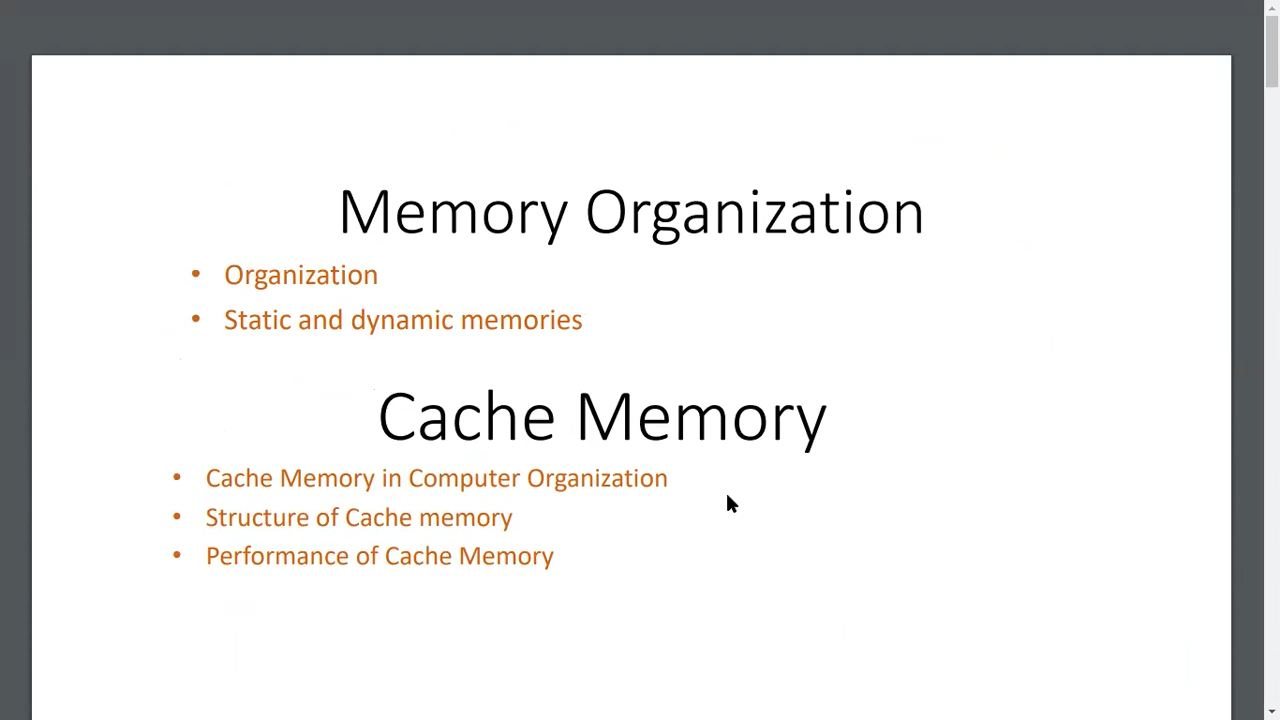 Memory Organization
• Organization
• Static and dynamic memories
Cache Memory
• Cache Memory in Computer Organization
• Structure of Cache memory
• Performance of Cache Memory